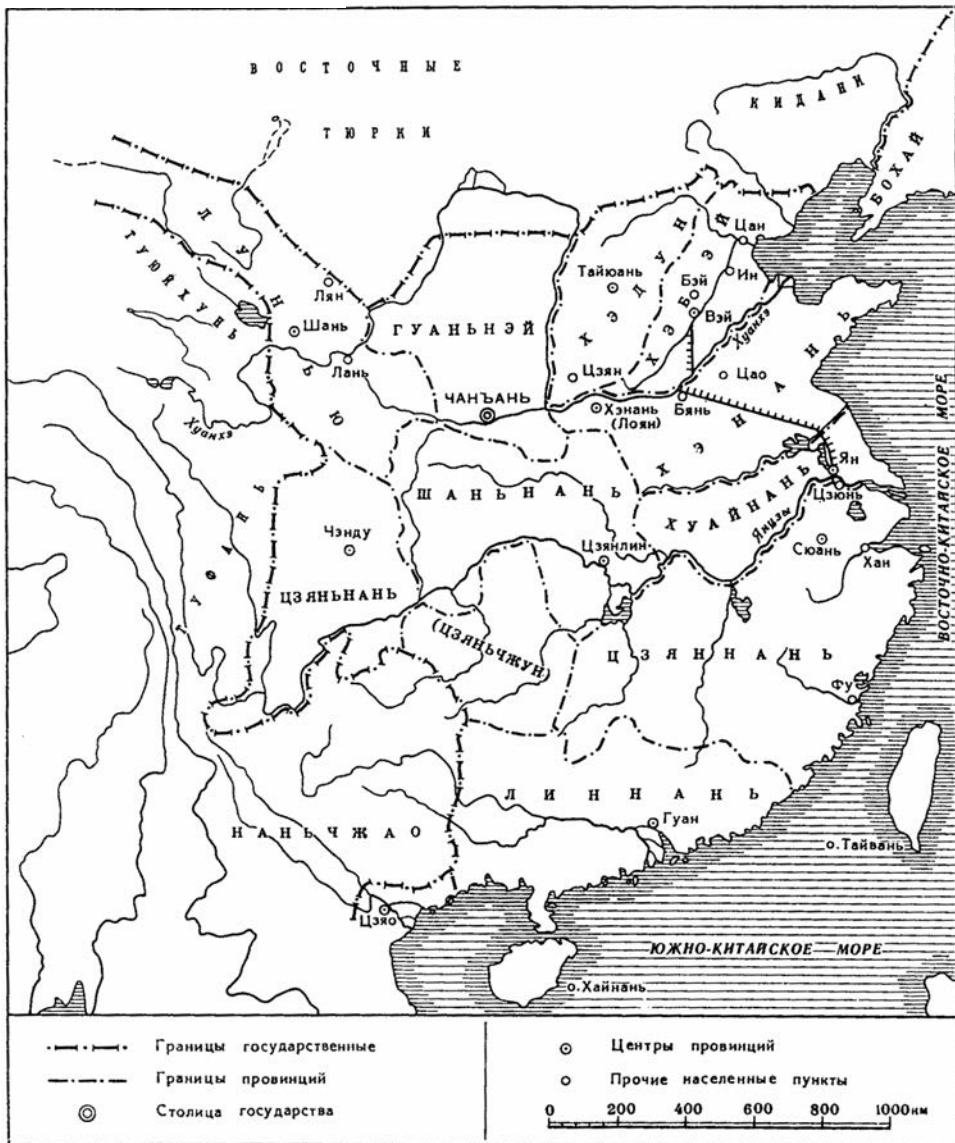 ВОСТОЧНЫЕ
ТЮРКИ
КИДАНИ
БОХАЙ
ЛУНЬЮ
ТУЮЙХУНЬ
Лян
Шань
Лань
Хуанхэ
ГУАНЬНЭЙ
ЧАНЪАНЬ
ХЭДУН
ХЭБЭЙ
Тайюань
Цзян
Цан
Ин
Бэй
Вэй
Хуанхэ
Цао
Бянь
Хэнань
(Лоян)
ХЭНАНЬ
ШАНЬНАНЬ
ХУАЙНАНЬ
Янцзы
Ян
Цзюнь
Сюань
Хан
ВОСТОЧНО-КИТАЙСКОЕ МОРЕ
Чэнду
Цзянлин
ЦЗЯНЬНАНЬ
(ЦЗЯНЬЧЖУН)
ЦЗЯННАНЬ
Фу
ЛИННАНЬ
Гуан
НАНЬЧЖАО
Цзяо
о.Тайвань
ЮЖНО-КИТАЙСКОЕ МОРЕ
о.Хайнань
Границы государственные
Границы провинций
Столица государства
Центры провинций
Прочие населенные пункты
0 200 400 600 800 1000км